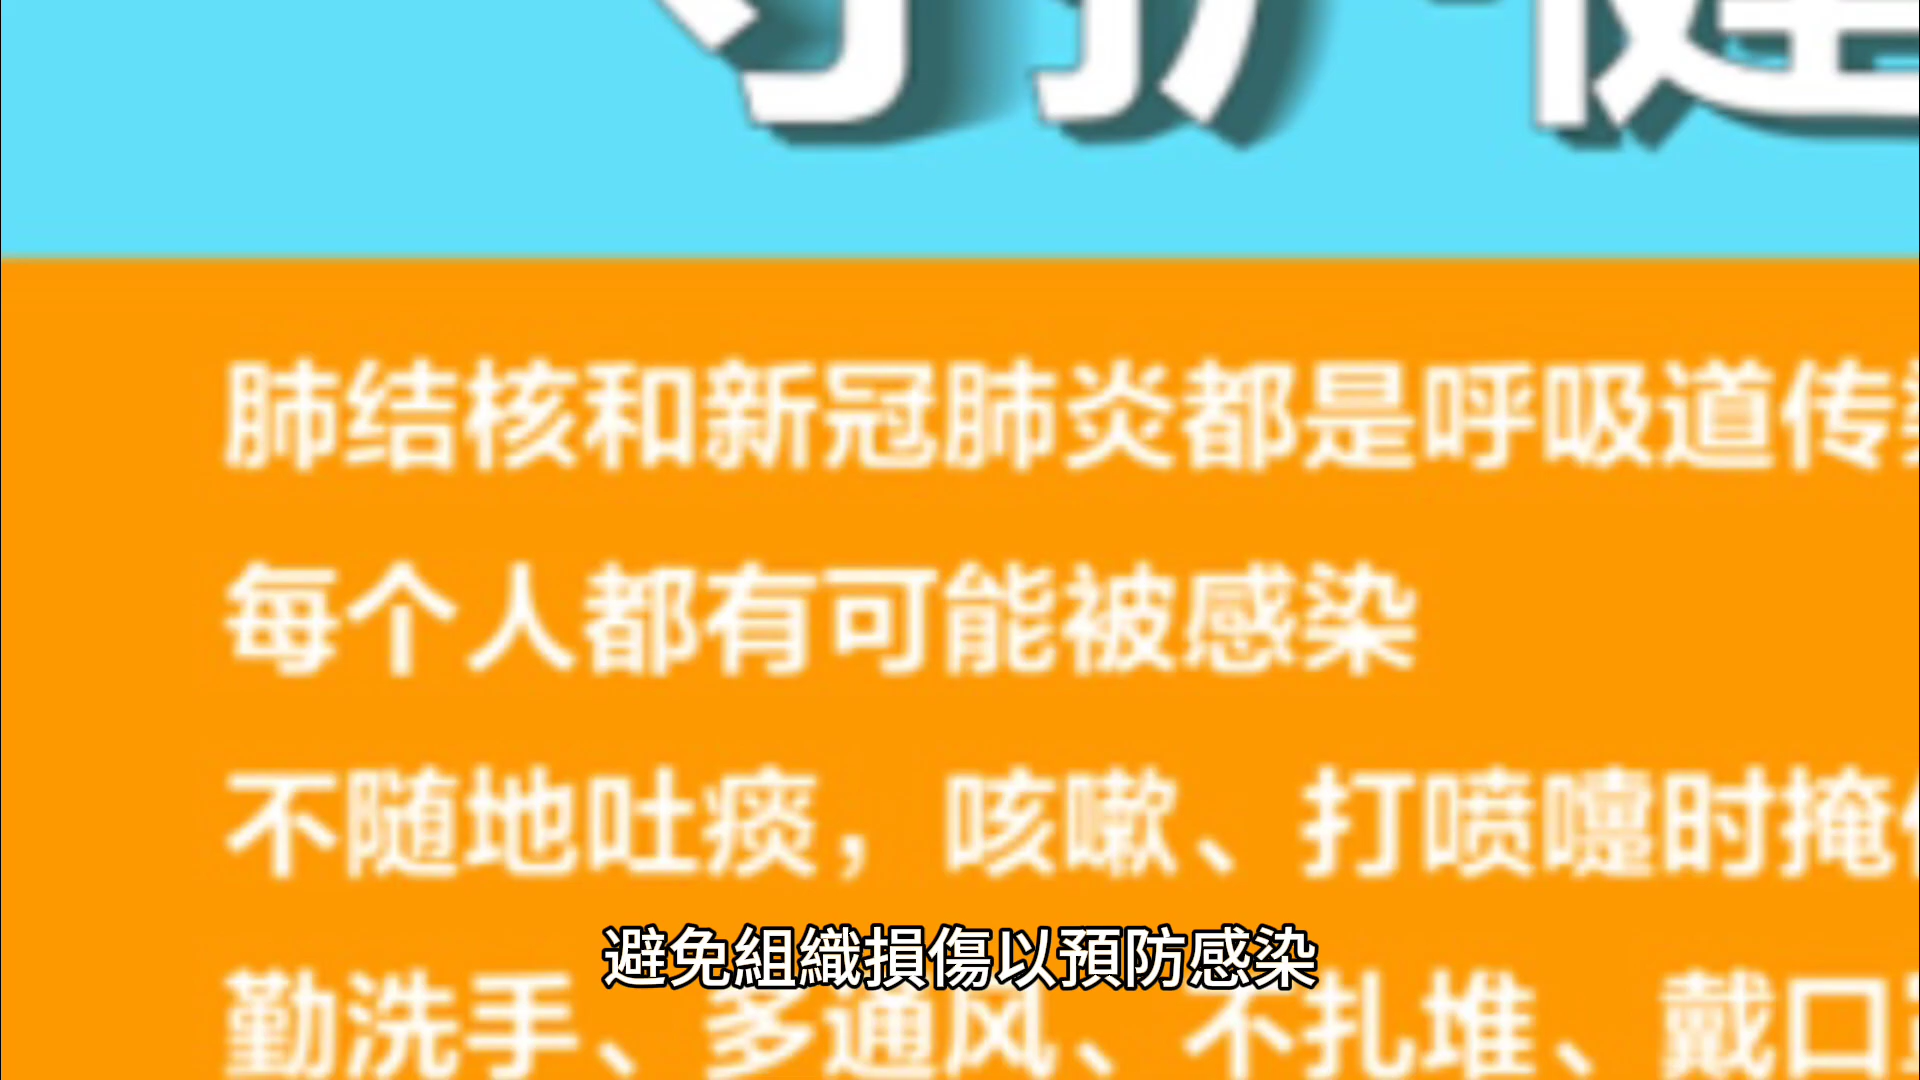 肺结核和新冠肺炎都是呼吸道传
每个人都有可能被感染
不随地吐痰，咳嗽、打喷嚏时掩
避免組織損傷以預防感染
勤洗手、多通风、不扎堆、戴口